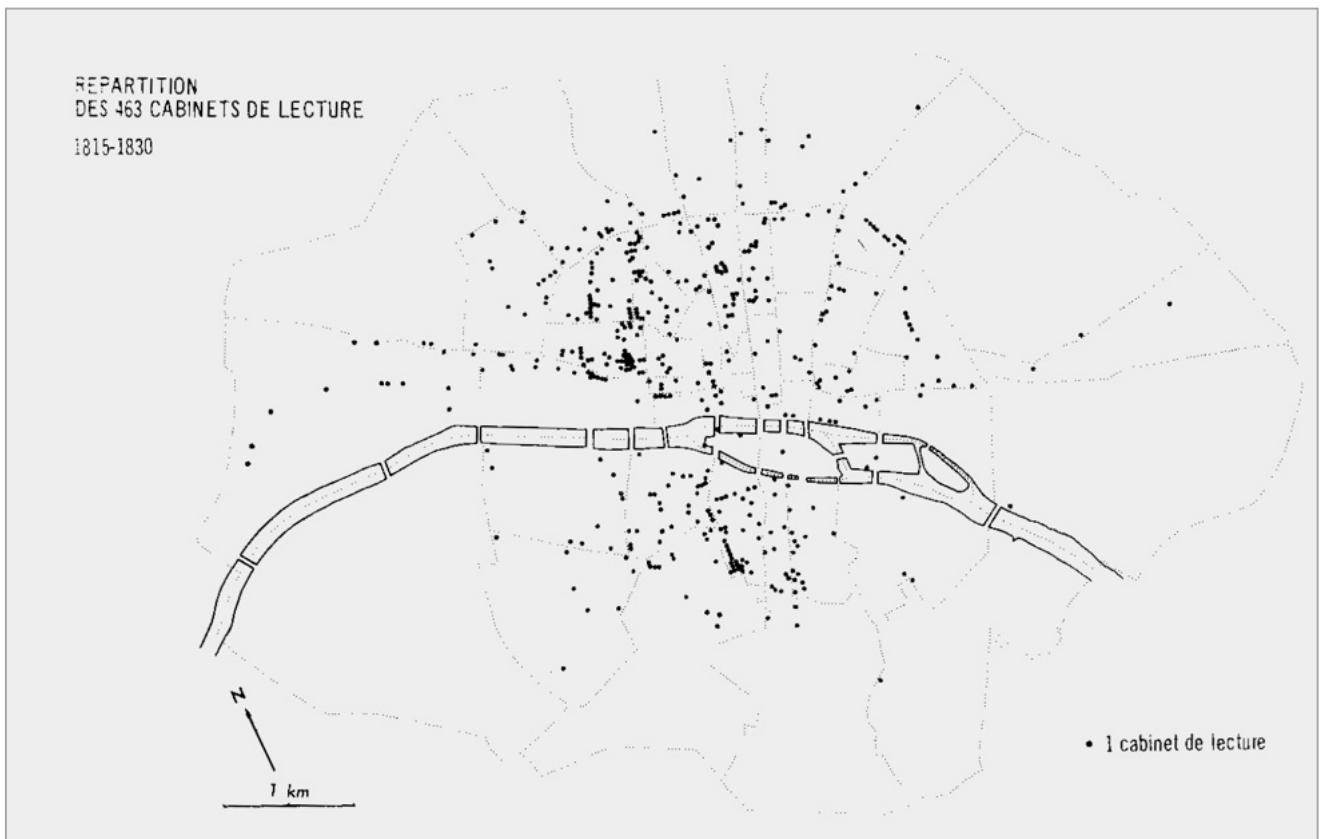 REPARTITION
DES 463 CABINETS DE LECTURE
1815-1830
N
1 km
• 1 cabinet de lecture